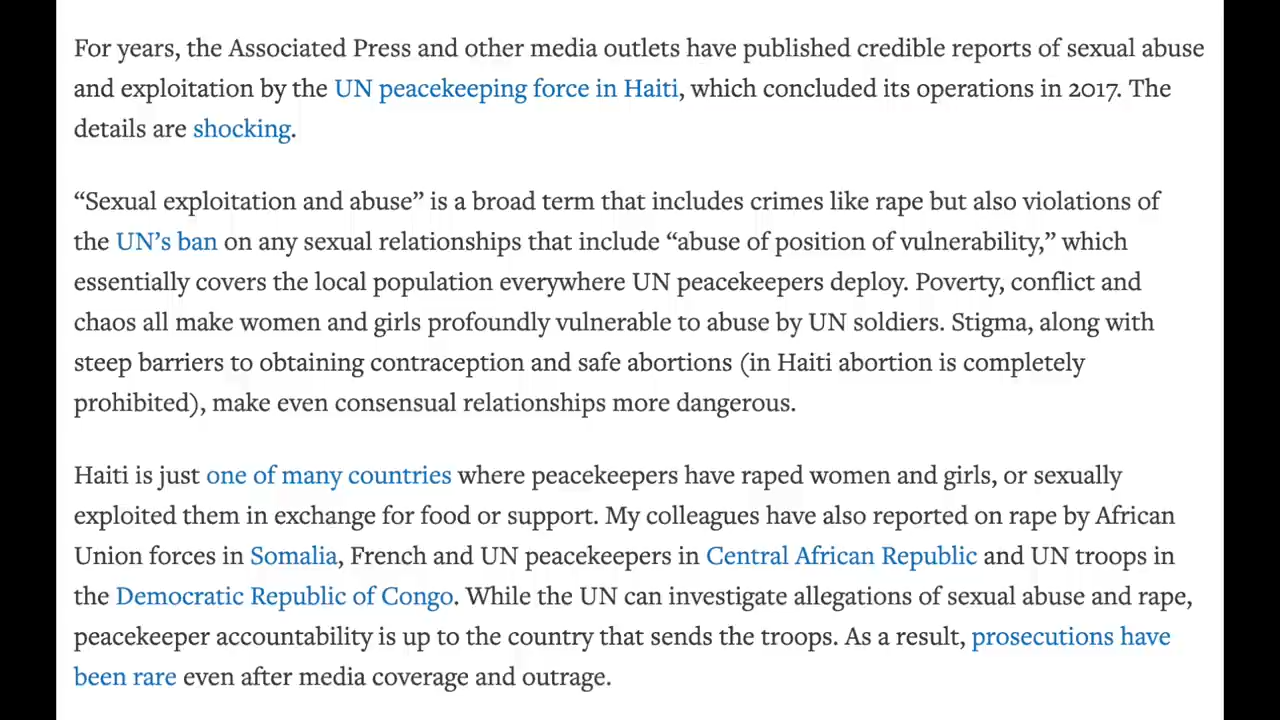 For years, the Associated Press and other media outlets have published credible reports of sexual abuse
and exploitation by the UN peacekeeping force in Haiti, which concluded its operations in 2017. The
details are shocking.
“Sexual exploitation and abuse” is a broad term that includes crimes like rape but also violations of
the UN’s ban on any sexual relationships that include “abuse of position of vulnerability,” which
essentially covers the local population everywhere UN peacekeepers deploy. Poverty, conflict and
chaos all make women and girls profoundly vulnerable to abuse by UN soldiers. Stigma, along with
steep barriers to obtaining contraception and safe abortions (in Haiti abortion is completely
prohibited), make even consensual relationships more dangerous.
Haiti is just one of many countries where peacekeepers have raped women and girls, or sexually
exploited them in exchange for food or support. My colleagues have also reported on rape by African
Union forces in Somalia, French and UN peacekeepers in Central African Republic and UN troops in
the Democratic Republic of Congo. While the UN can investigate allegations of sexual abuse and rape,
peacekeeper accountability is up to the country that sends the troops. As a result, prosecutions have
been rare even after media coverage and outrage.